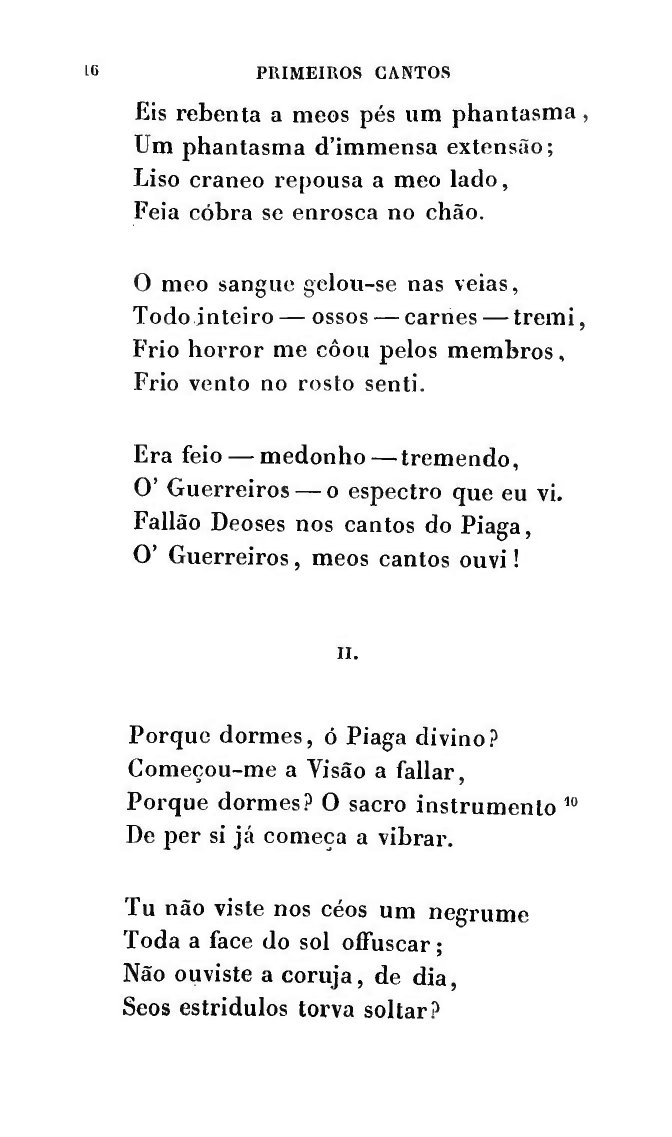 16 PRIMEIROS CANTOS
Eis rebenta a meos pés um phantasma,
Um phantasma d'immensa extensão;
Liso craneo repousa a meo lado,
Feia cóbra se enrosca no chão.
O meo sangue gelou-se nas veias,
Todo inteiro — ossos — carnes — tremi,
Frio horror me côou pelos membros,
Frio vento no rosto senti.
Era feio — medonho — tremendo,
O' Guerreiros — o espectro que eu vi.
Fallão Deoses nos cantos do Piaga,
O' Guerreiros, meos cantos ouvi!
II.
Porque dormes, ó Piaga divino?
Começou-me a Visão a fallar,
Porque dormes? O sacro instrumento ¹⁰
De per si já começa a vibrar.
Tu não viste nos céos um negrume
Toda a face do sol offuscar;
Não ouviste a coruja, de dia,
Seos estridulos torva soltar?